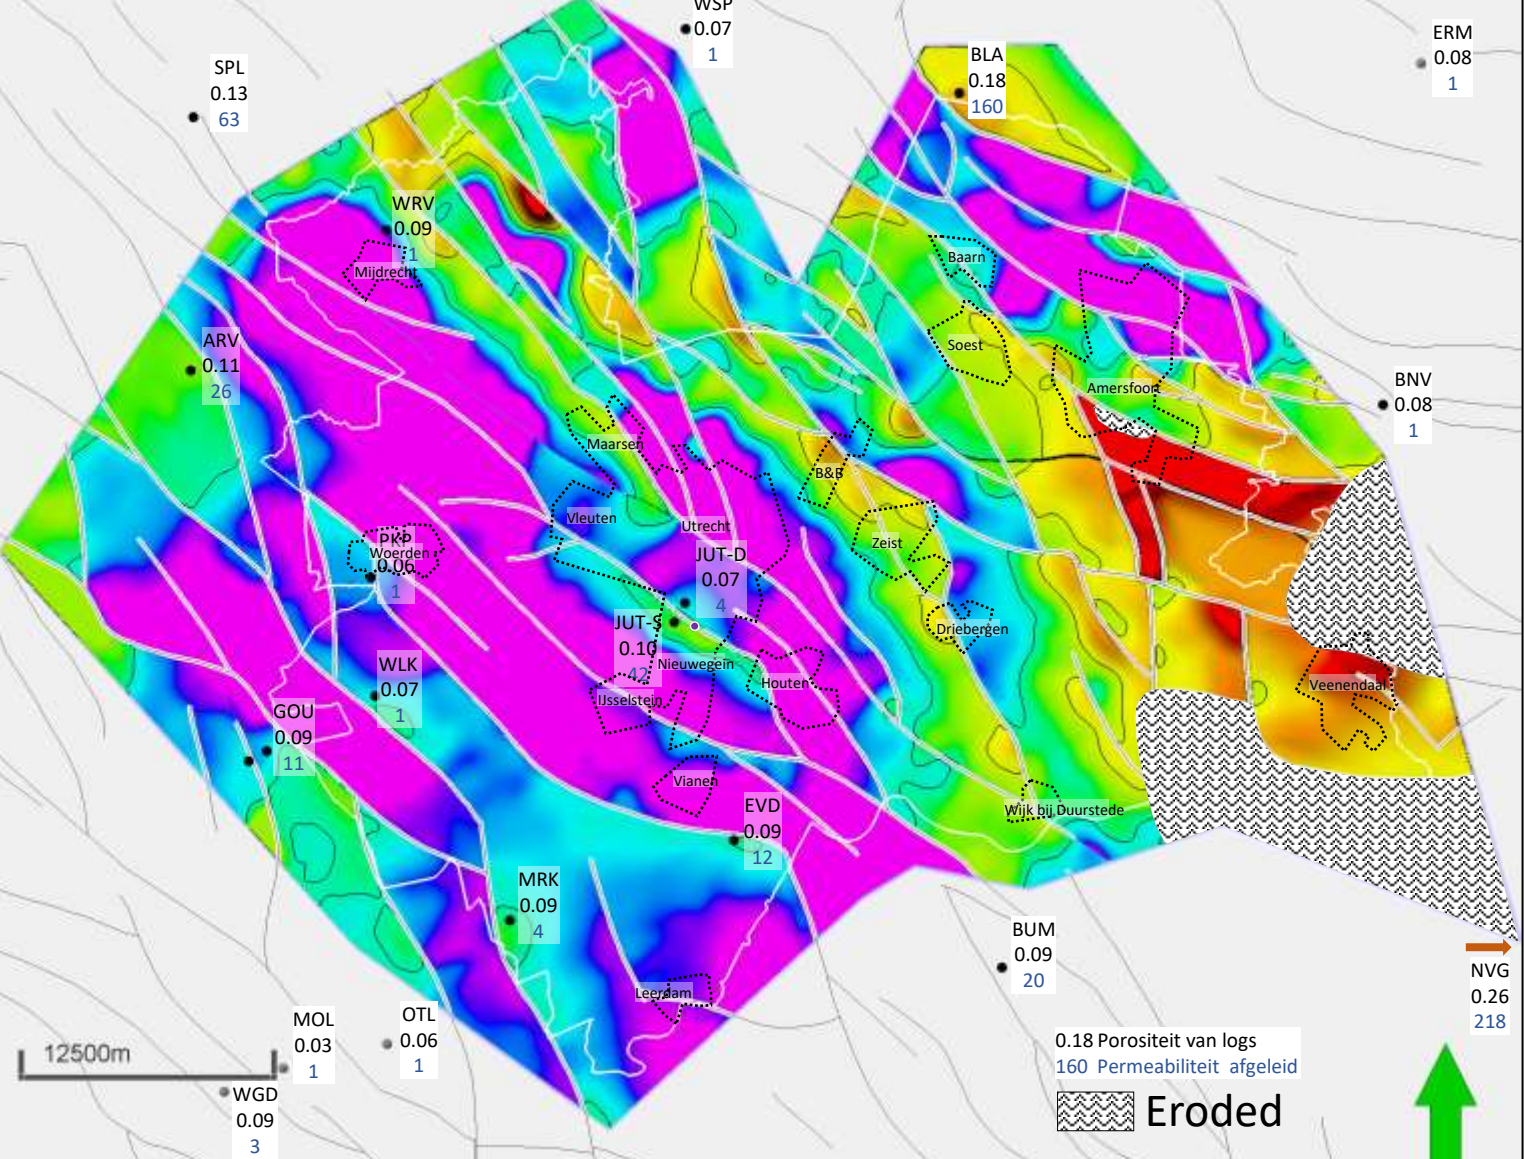 WSP
0.07
1
ERM
0.08
1
BLA
0.18
160
SPL
0.13
63
WRV
0.09
1
Mijdrecht
Baarn
ARV
0.11
26
Soest
Amersfoort
BNV
0.08
1
Maarsen
B&B
Vleuten
Utrecht
Zeist
PKP
Woerden
0.06
1
JUT-D
0.07
4
JUT-S
0.10
42
Driebergen
Nieuwegein
WLK
0.07
1
Houten
Veenendaal
IJsselstein
GOU
0.09
11
Vianen
EVD
0.09
12
Wijk bij Duurstede
MRK
0.09
4
BUM
0.09
20
NVG
0.26
218
Leerdam
MOL
0.03
1
OTL
0.06
1
12500m
WGD
0.09
3
0.18 Porositeit van logs
160 Permeabiliteit afgeleid
Eroded